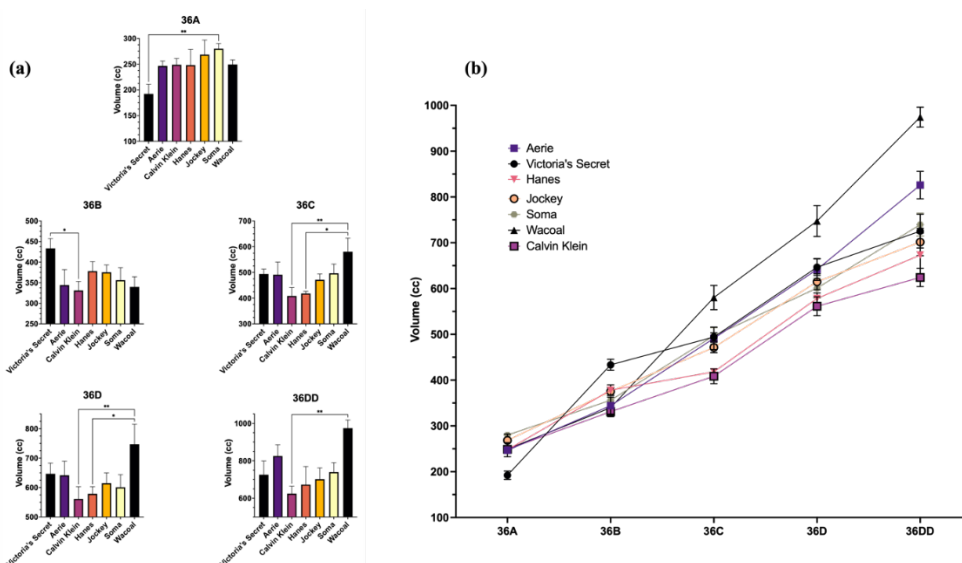 (a)
36A
**
Volume (cc)
300
250
200
150
100
Victoria's Secret
Aerie
Calvin Klein
Hanes
Jockey
Soma
Wacoal
36B
*
Volume (cc)
500
450
400
350
300
250
Victoria's Secret
Aerie
Calvin Klein
Hanes
Jockey
Soma
Wacoal
36C
**
*
Volume (cc)
700
600
500
400
300
Victoria's Secret
Aerie
Calvin Klein
Hanes
Jockey
Soma
Wacoal
36D
**
*
Volume (cc)
800
700
600
500
Victoria's Secret
Aerie
Calvin Klein
Hanes
Jockey
Soma
Wacoal
36DD
**
Volume (cc)
1000
800
600
Victoria's Secret
Aerie
Calvin Klein
Hanes
Jockey
Soma
Wacoal
(b)
Volume (cc)
1000
900
800
700
600
500
400
300
200
100
Aerie
Victoria's Secret
Hanes
Jockey
Soma
Wacoal
Calvin Klein
36A 36B 36C 36D 36DD